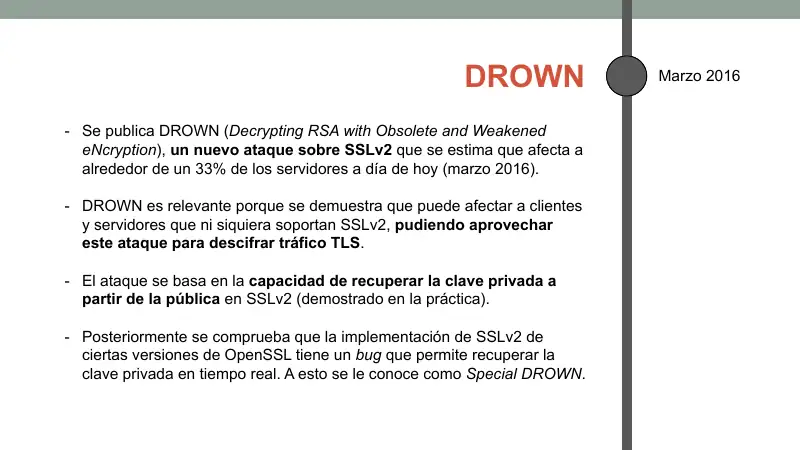 DROWN
Marzo 2016
- Se publica DROWN (Decrypting RSA with Obsolete and Weakened
eNcryption), un nuevo ataque sobre SSLv2 que se estima que afecta a
alrededor de un 33% de los servidores a día de hoy (marzo 2016).
- DROWN es relevante porque se demuestra que puede afectar a clientes
y servidores que ni siquiera soportan SSLv2, pudiendo aprovechar
este ataque para descifrar tráfico TLS.
- El ataque se basa en la capacidad de recuperar la clave privada a
partir de la pública en SSLv2 (demostrado en la práctica).
- Posteriormente se comprueba que la implementación de SSLv2 de
ciertas versiones de OpenSSL tiene un bug que permite recuperar la
clave privada en tiempo real. A esto se le conoce como Special DROWN.